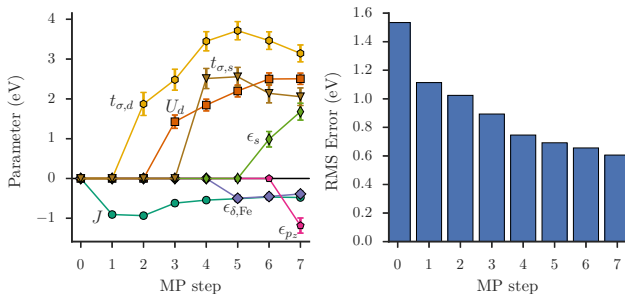 4
3
2
1
0
−1
Parameter (eV)
t_{σ,d}
U_d
t_{σ,s}
ϵ_s
J
ϵ_{δ,Fe}
ϵ_{p_z}
0 1 2 3 4 5 6 7
MP step
1.6
1.4
1.2
1.0
0.8
0.6
0.4
0.2
0.0
RMS Error (eV)
0 1 2 3 4 5 6 7
MP step